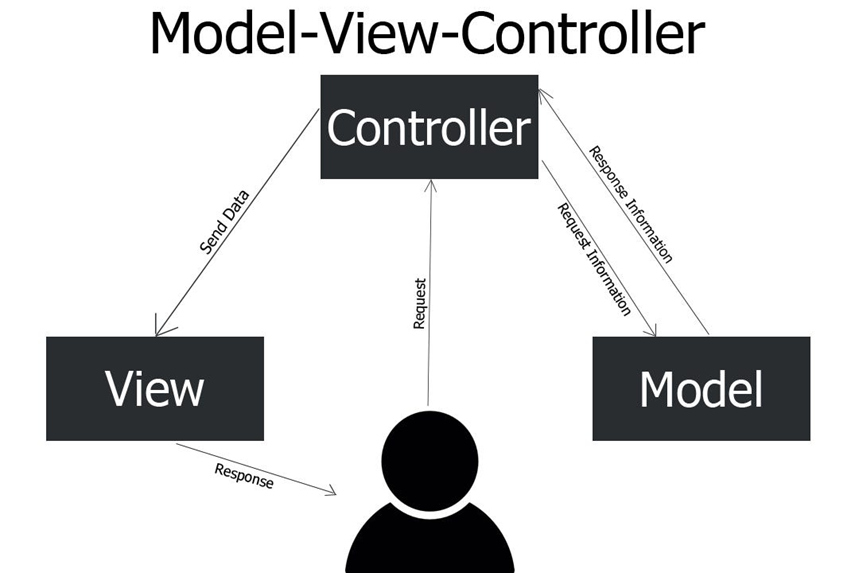 Model-View-Controller
Controller
Send Data
Response Information
Request Information
Request
View
Model
Response